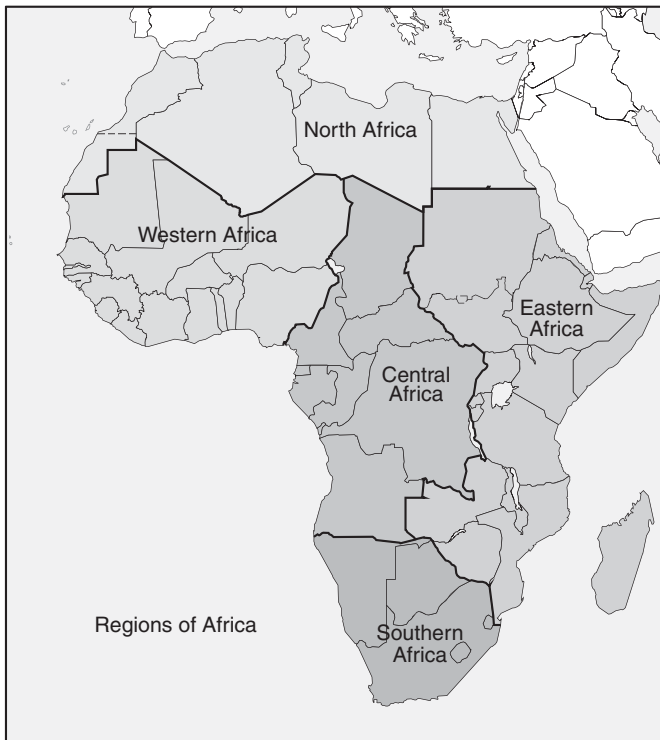 North Africa
Western Africa
Eastern
Africa
Central
Africa
Regions of Africa
Southern
Africa